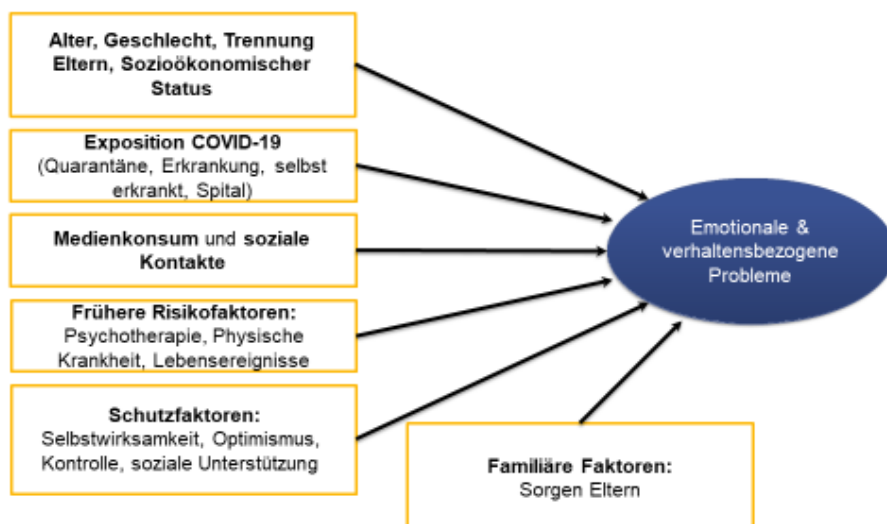 Alter, Geschlecht, Trennung
Eltern, Sozioökonomischer
Status
Exposition COVID-19
(Quarantäne, Erkrankung, selbst
erkrankt, Spital)
Medienkonsum und soziale
Kontakte
Frühere Risikofaktoren:
Psychotherapie, Physische
Krankheit, Lebensereignisse
Schutzfaktoren:
Selbstwirksamkeit, Optimismus,
Kontrolle, soziale Unterstützung
Familiäre Faktoren:
Sorgen Eltern
Emotionale &
verhaltensbezogene
Probleme